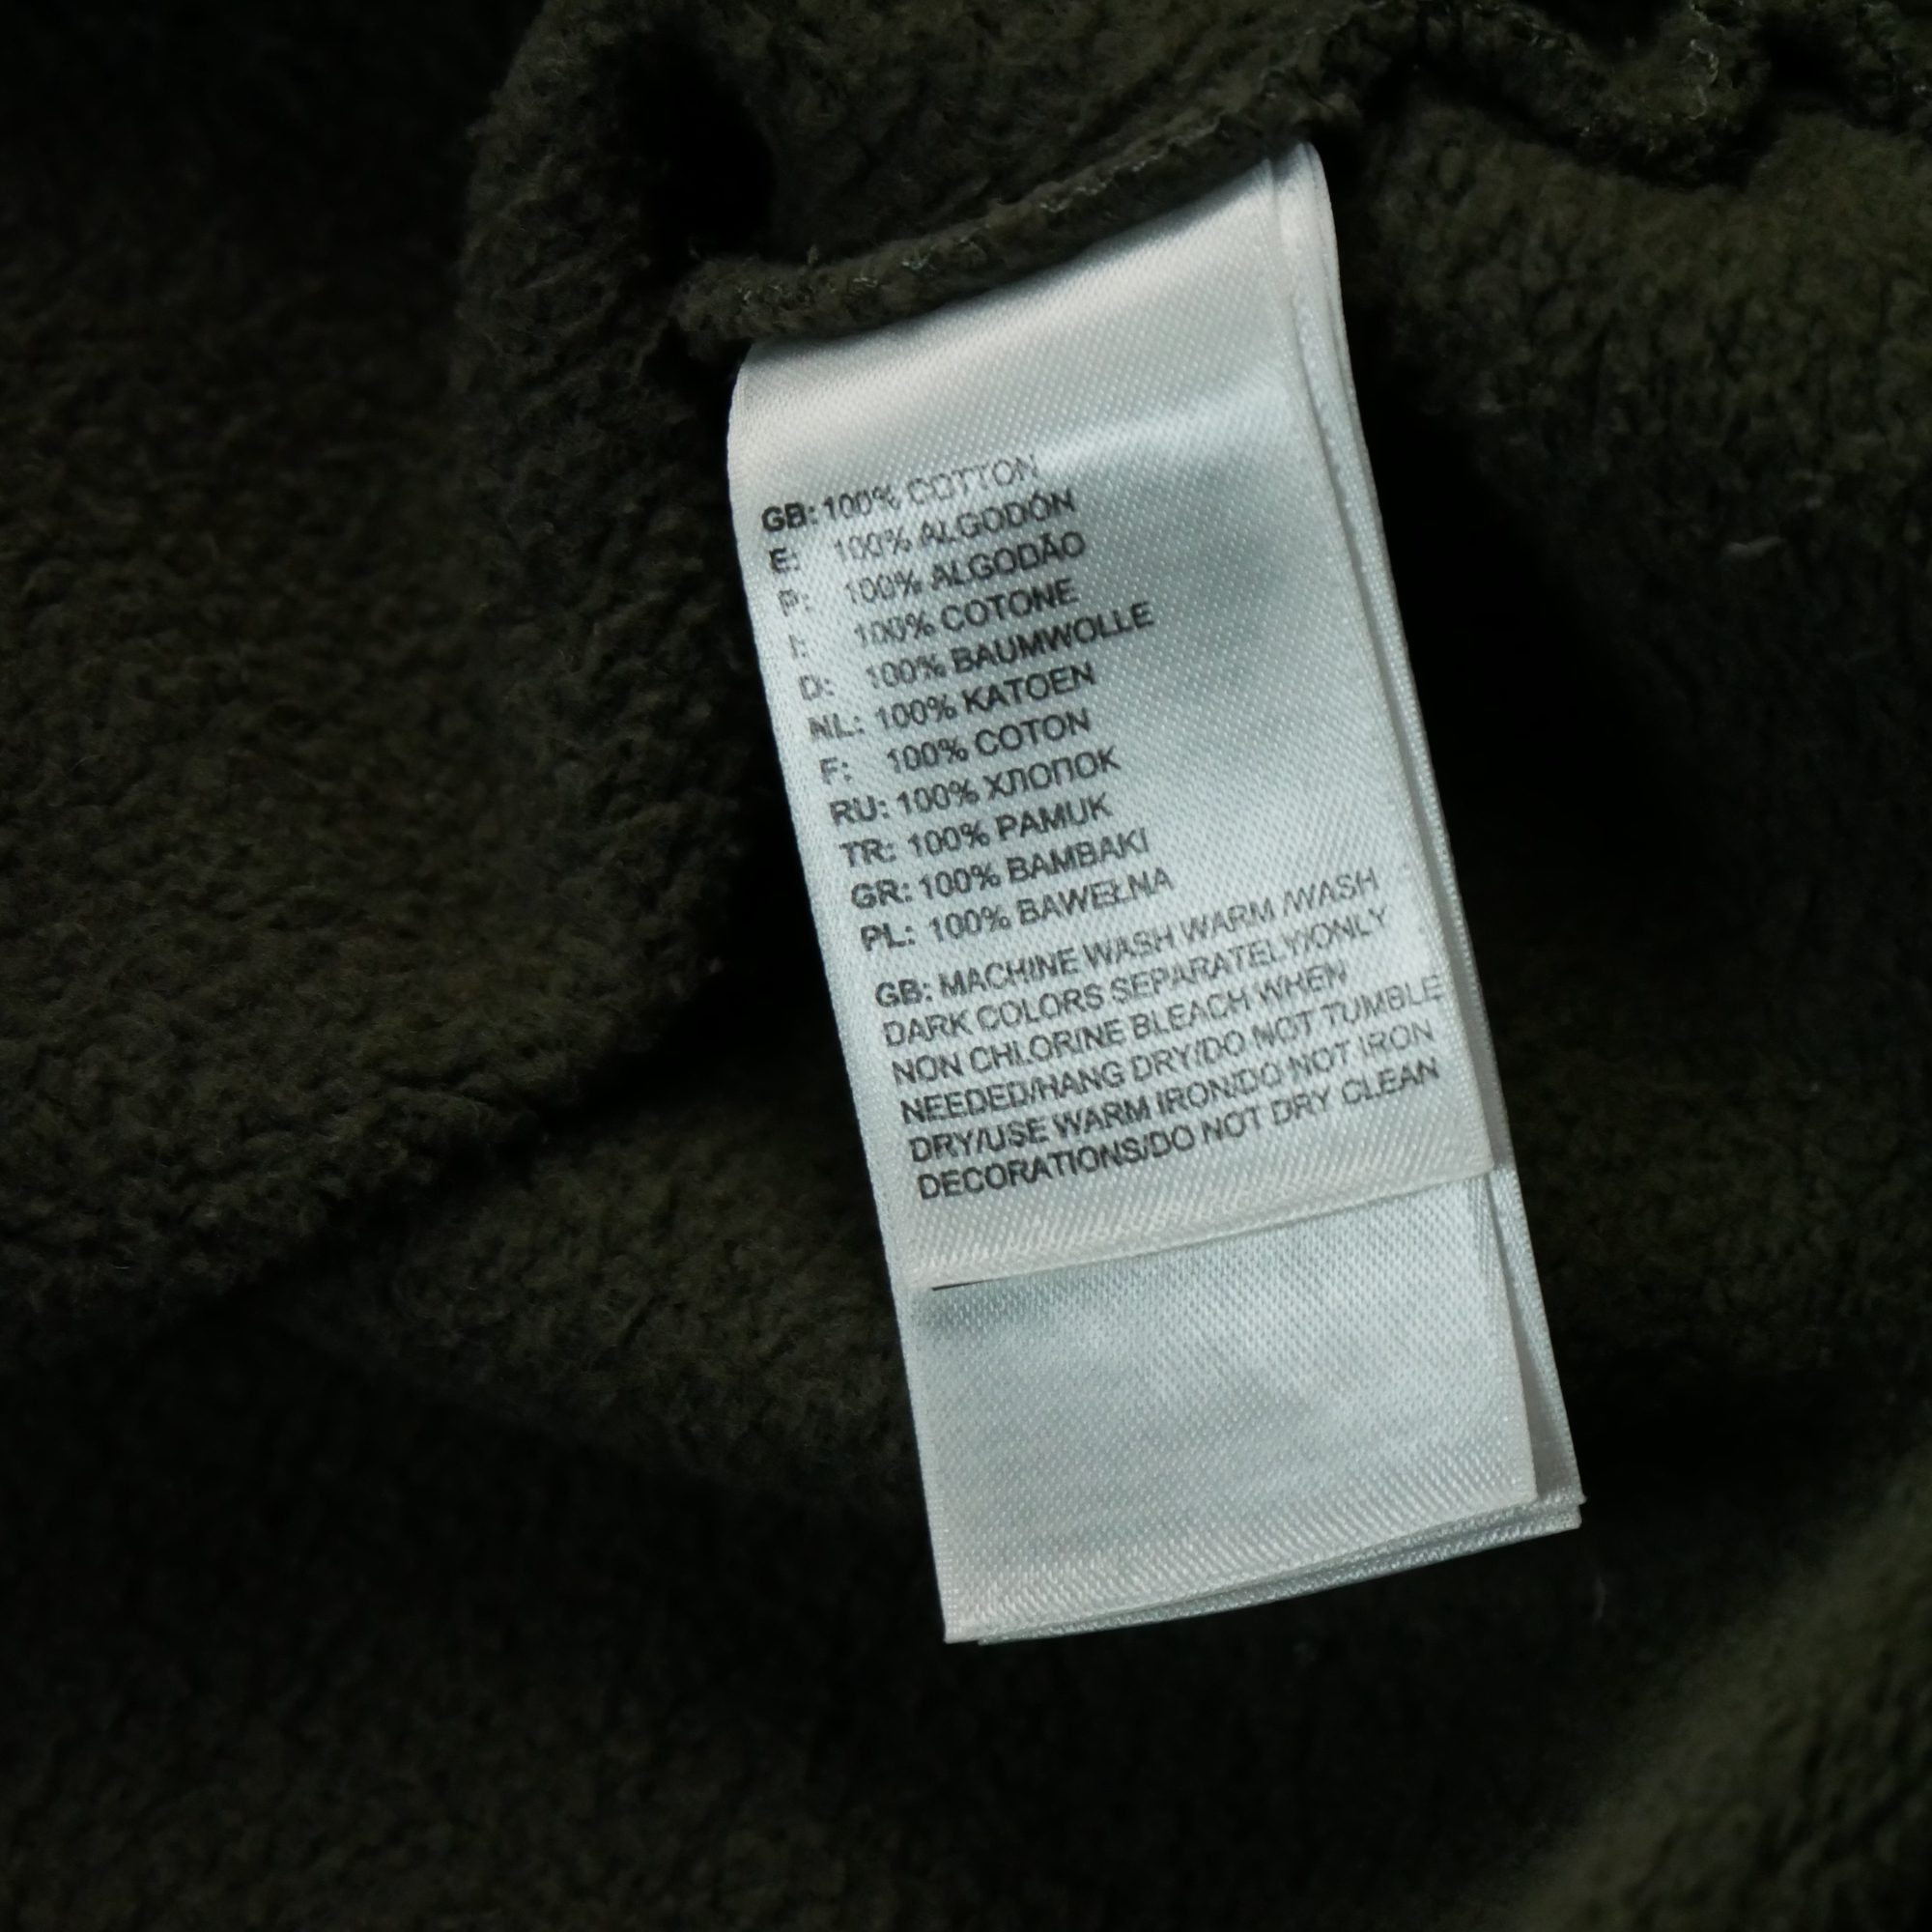 GB: 100% COTTON
E: 100% ALGODÓN
P: 100% ALGODÃO
I: 100% COTONE
D: 100% BAUMWOLLE
NL: 100% KATOEN
F: 100% COTON
RU: 100% ХЛОПОК
TR: 100% PAMUK
GR: 100% BAMBAKI
PL: 100% BAWEŁNA
GB: MACHINE WASH WARM /WASH
DARK COLORS SEPARATELY/ONLY
NON CHLORINE BLEACH WHEN
NEEDED/HANG DRY/DO NOT TUMBLE
DRY/USE WARM IRON/DO NOT IRON
DECORATIONS/DO NOT DRY CLEAN